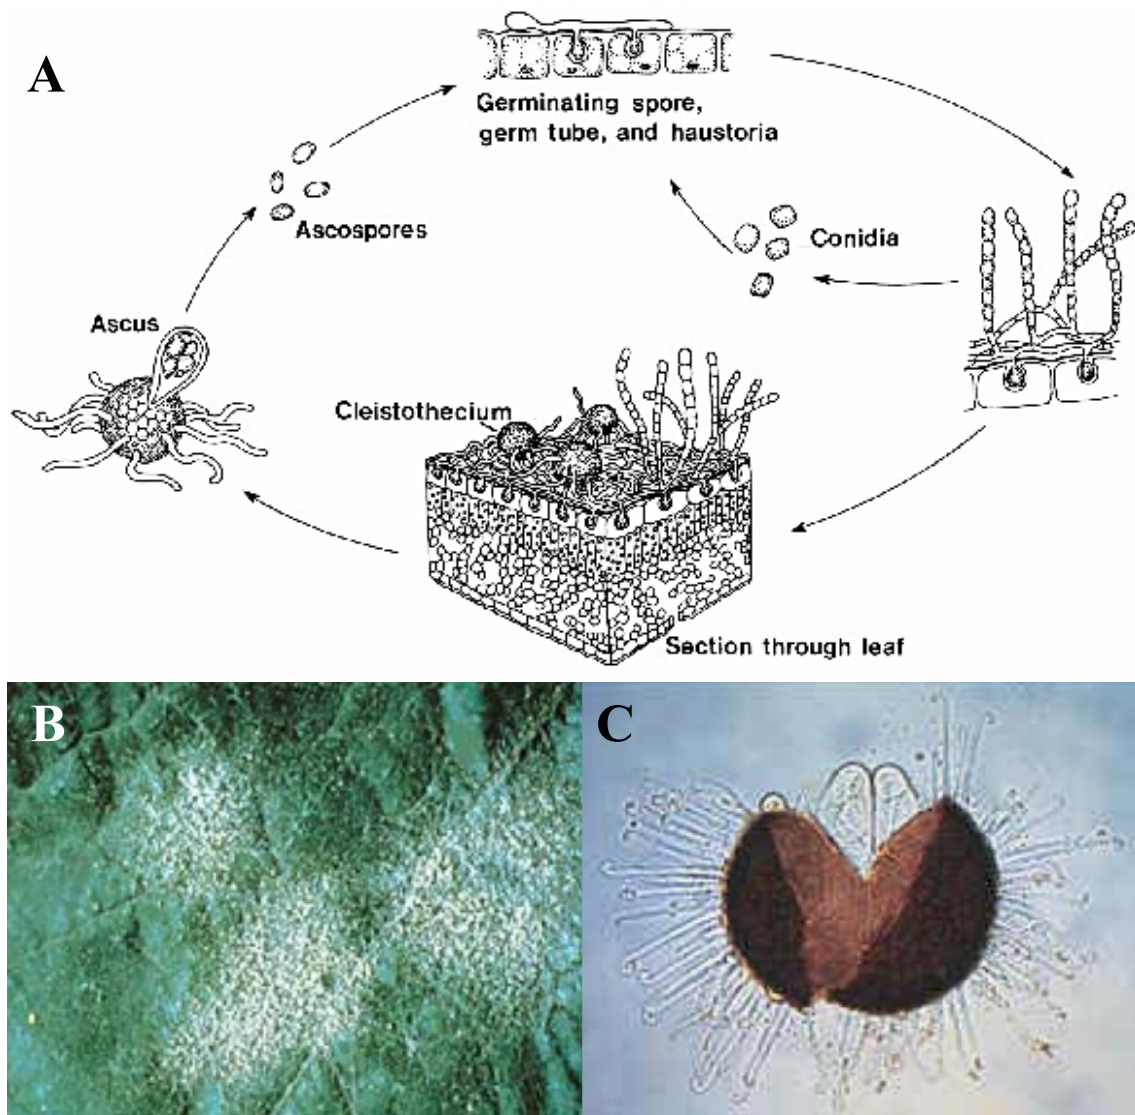 A
Germinating spore,
germ tube, and haustoria
Ascospores
Conidia
Ascus
Cleistothecium
Section through leaf
B
C